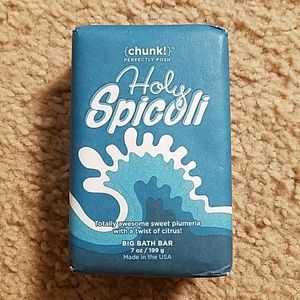 {chunk!}™
PERFECTLY POSH
Holy
Spicoli
Totally awesome sweet plumeria
with a twist of citrus!
BIG BATH BAR
7 oz / 199 g
Made in the USA